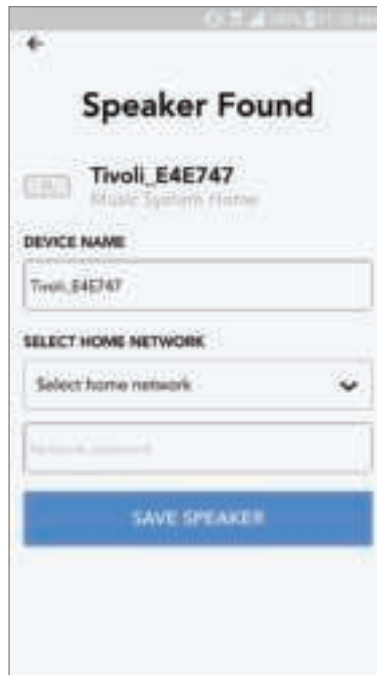 Speaker Found
Tivoli_E4E747
Music System Home
DEVICE NAME
Tivoli_E4E747
SELECT HOME NETWORK
Select home network
Network password
SAVE SPEAKER